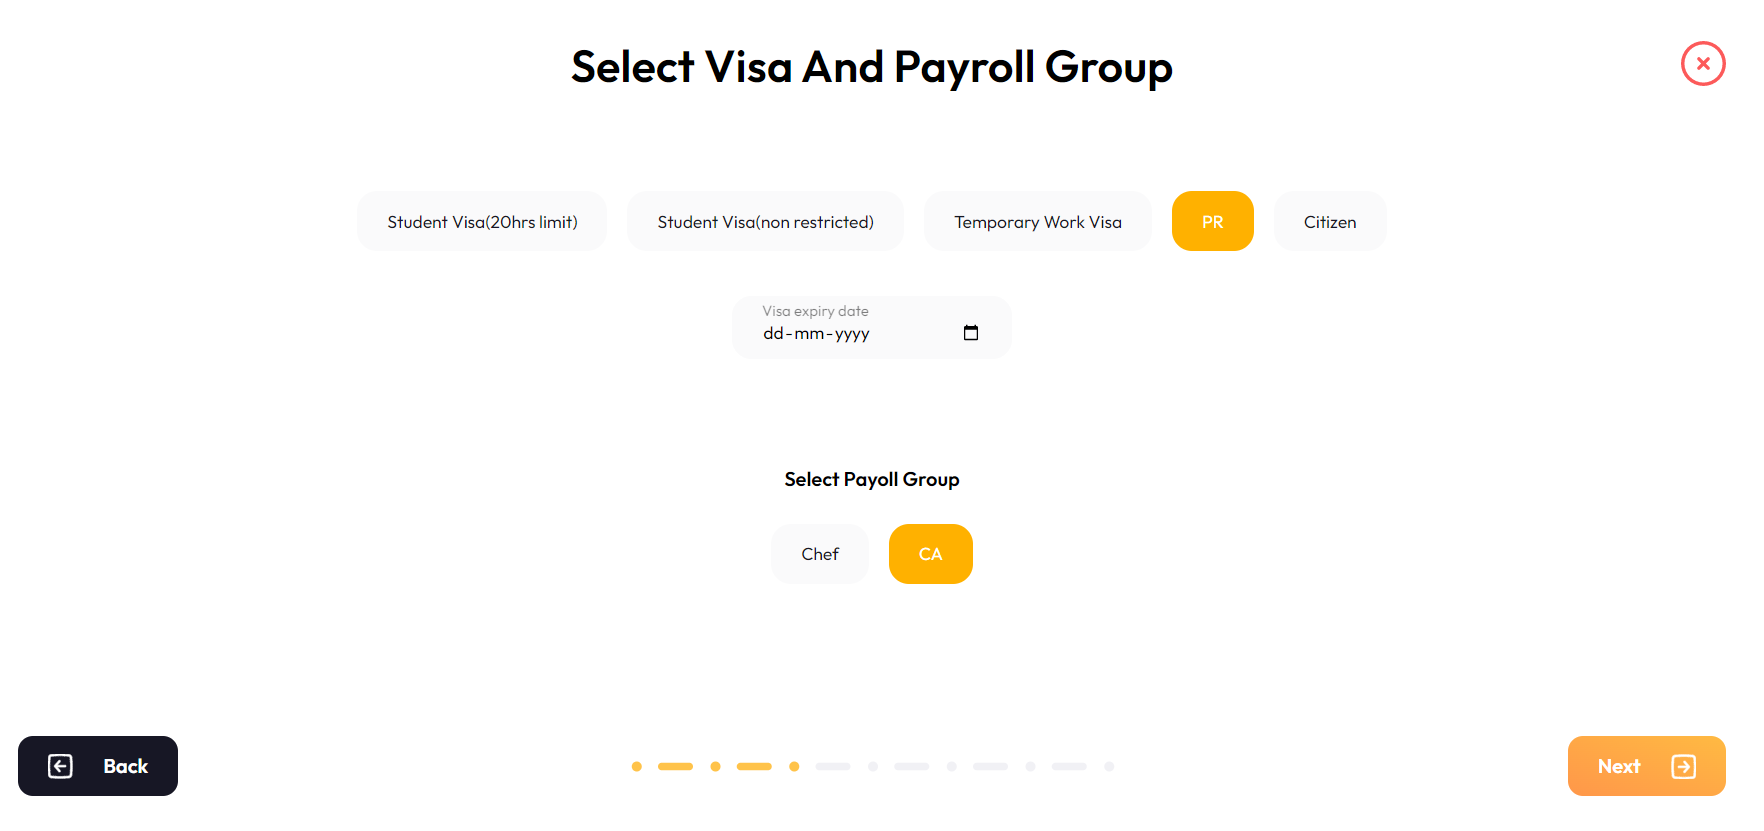 Select Visa And Payroll Group
Student Visa(20hrs limit) Student Visa(non restricted) Temporary Work Visa PR Citizen
Visa expiry date
dd-mm-yyyy
Select Payoll Group
Chef CA
Back Next